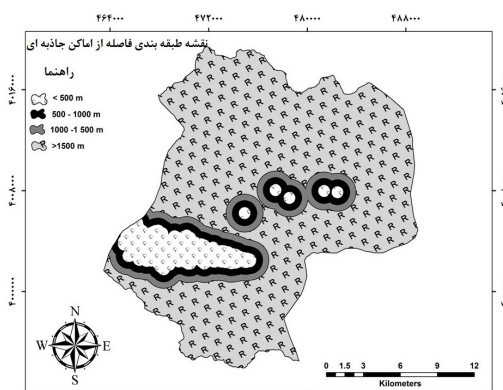 ۴۶۴۰۰۰ ۴۷۲۰۰۰ ۴۸۰۰۰۰ ۴۸۸۰۰۰
نقشه طبقه بندی فاصله از اماکن جاذبه ای
۴۰۱۶۰۰۰
راهنما
< 500 m
500 - 1000 m
1000 -1 500 m
>1500 m
۴۰۰۸۰۰۰
۴۰۰۰۰۰۰
N
W E
S
0 1.5 3 6 9 12
Kilometers